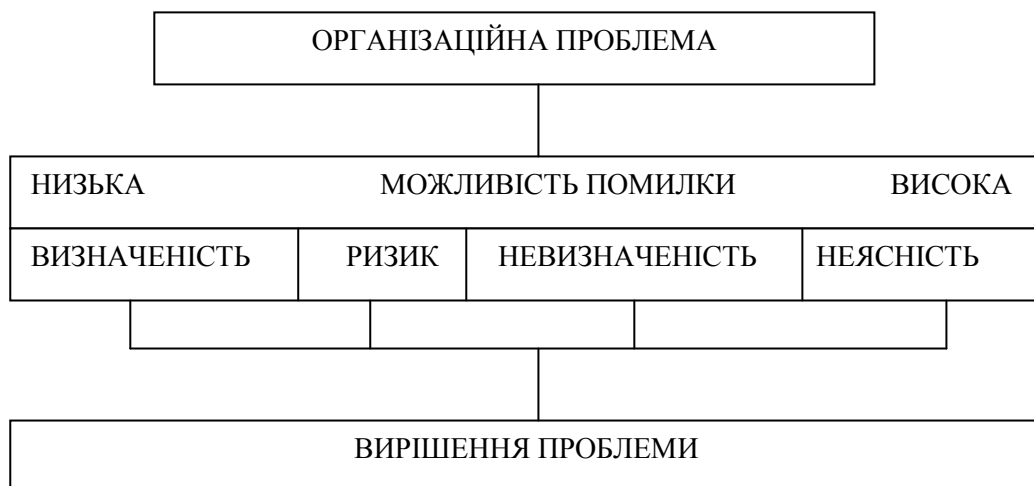 ОРГАНІЗАЦІЙНА ПРОБЛЕМА
НИЗЬКА МОЖЛИВІСТЬ ПОМИЛКИ ВИСОКА
ВИЗНАЧЕНІСТЬ РИЗИК НЕВИЗНАЧЕНІСТЬ НЕЯСНІСТЬ
ВИРІШЕННЯ ПРОБЛЕМИ